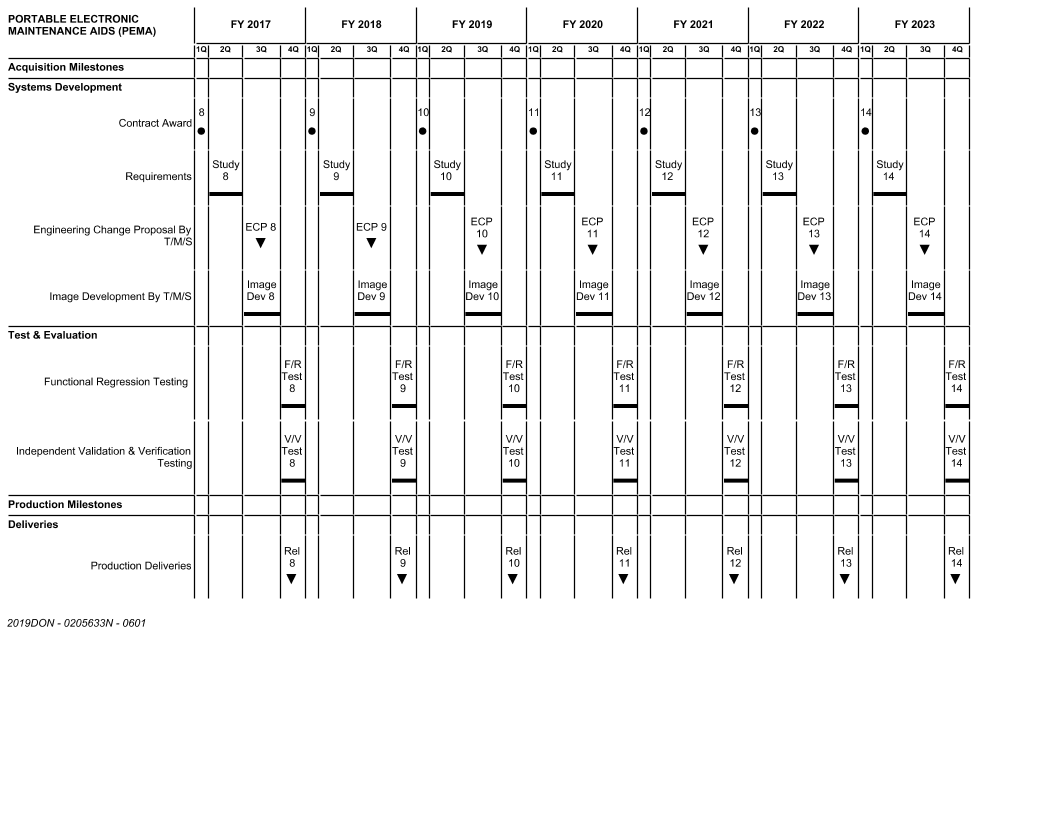 PORTABLE ELECTRONIC
MAINTENANCE AIDS (PEMA)
FY 2017 FY 2018 FY 2019 FY 2020 FY 2021 FY 2022 FY 2023
1Q 2Q 3Q 4Q 1Q 2Q 3Q 4Q 1Q 2Q 3Q 4Q 1Q 2Q 3Q 4Q 1Q 2Q 3Q 4Q 1Q 2Q 3Q 4Q 1Q 2Q 3Q 4Q
Acquisition Milestones
Systems Development
8 9 10 11 12 13 14
Contract Award
Study Study Study Study Study Study Study
Requirements 8 9 10 11 12 13 14
ECP 8 ECP 9 ECP ECP ECP ECP ECP
Engineering Change Proposal By 10 11 12 13 14
T/M/S
Image Image Image Image Image Image Image
Image Development By T/M/S Dev 8 Dev 9 Dev 10 Dev 11 Dev 12 Dev 13 Dev 14
Test & Evaluation
F/R F/R F/R F/R F/R F/R F/R
Test Test Test Test Test Test Test
Functional Regression Testing 8 9 10 11 12 13 14
V/V V/V V/V V/V V/V V/V V/V
Independent Validation & Verification Test Test Test Test Test Test Test
Testing 8 9 10 11 12 13 14
Production Milestones
Deliveries
Rel Rel Rel Rel Rel Rel Rel
Production Deliveries 8 9 10 11 12 13 14
2019DON - 0205633N - 0601